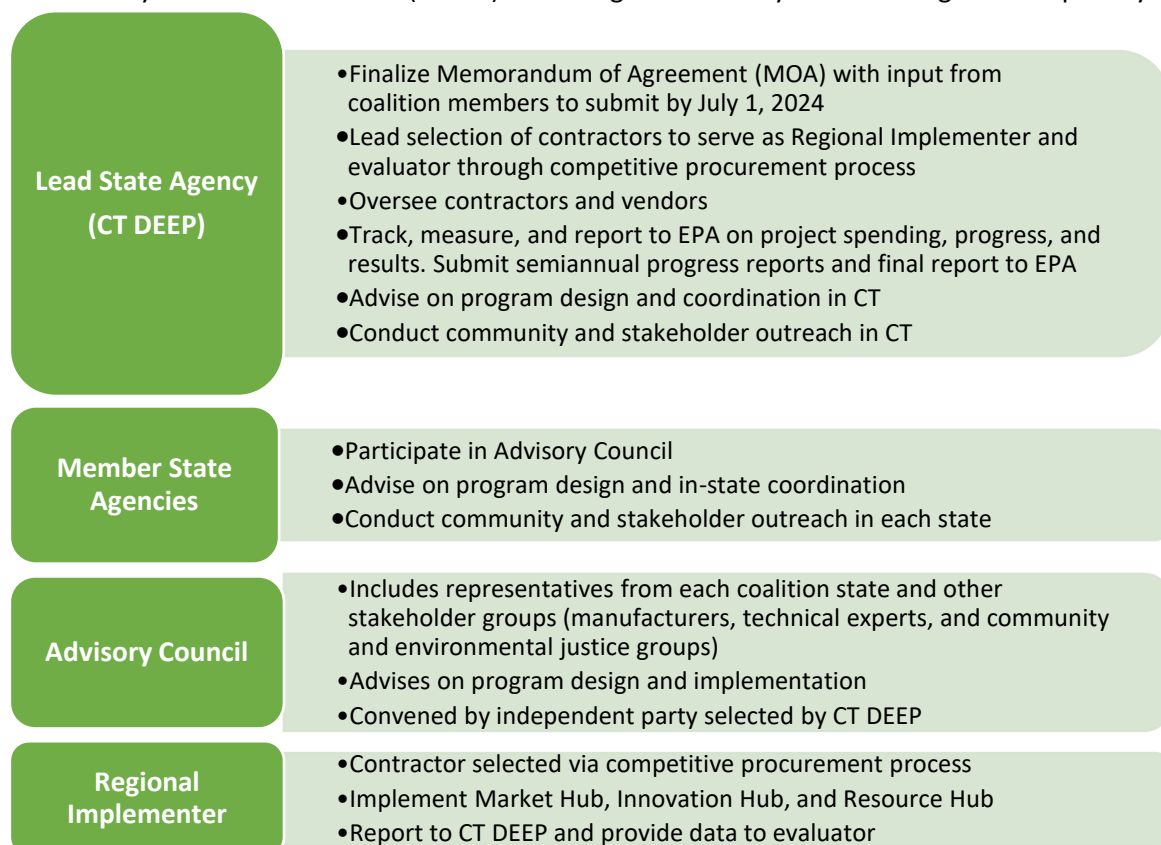 Lead State Agency
(CT DEEP)
•Finalize Memorandum of Agreement (MOA) with input from
coalition members to submit by July 1, 2024
•Lead selection of contractors to serve as Regional Implementer and
evaluator through competitive procurement process
•Oversee contractors and vendors
•Track, measure, and report to EPA on project spending, progress, and
results. Submit semiannual progress reports and final report to EPA
•Advise on program design and coordination in CT
•Conduct community and stakeholder outreach in CT
Member State
Agencies
•Participate in Advisory Council
•Advise on program design and in-state coordination
•Conduct community and stakeholder outreach in each state
Advisory Council
•Includes representatives from each coalition state and other
stakeholder groups (manufacturers, technical experts, and community
and environmental justice groups)
•Advises on program design and implementation
•Convened by independent party selected by CT DEEP
Regional
Implementer
•Contractor selected via competitive procurement process
•Implement Market Hub, Innovation Hub, and Resource Hub
•Report to CT DEEP and provide data to evaluator